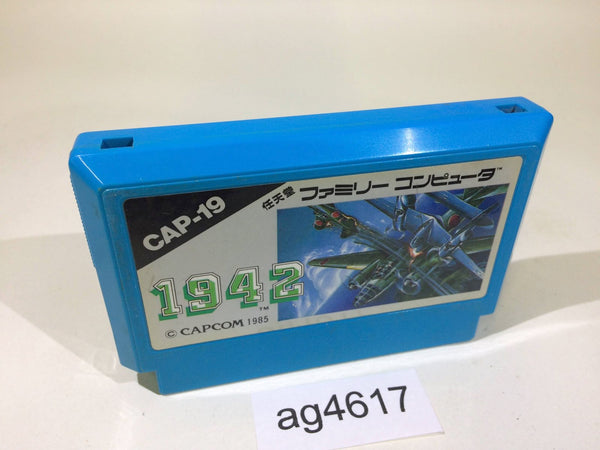 CAP-19
任天堂 ファミリー コンピュータ™
1942™
© CAPCOM 1985
ag4617